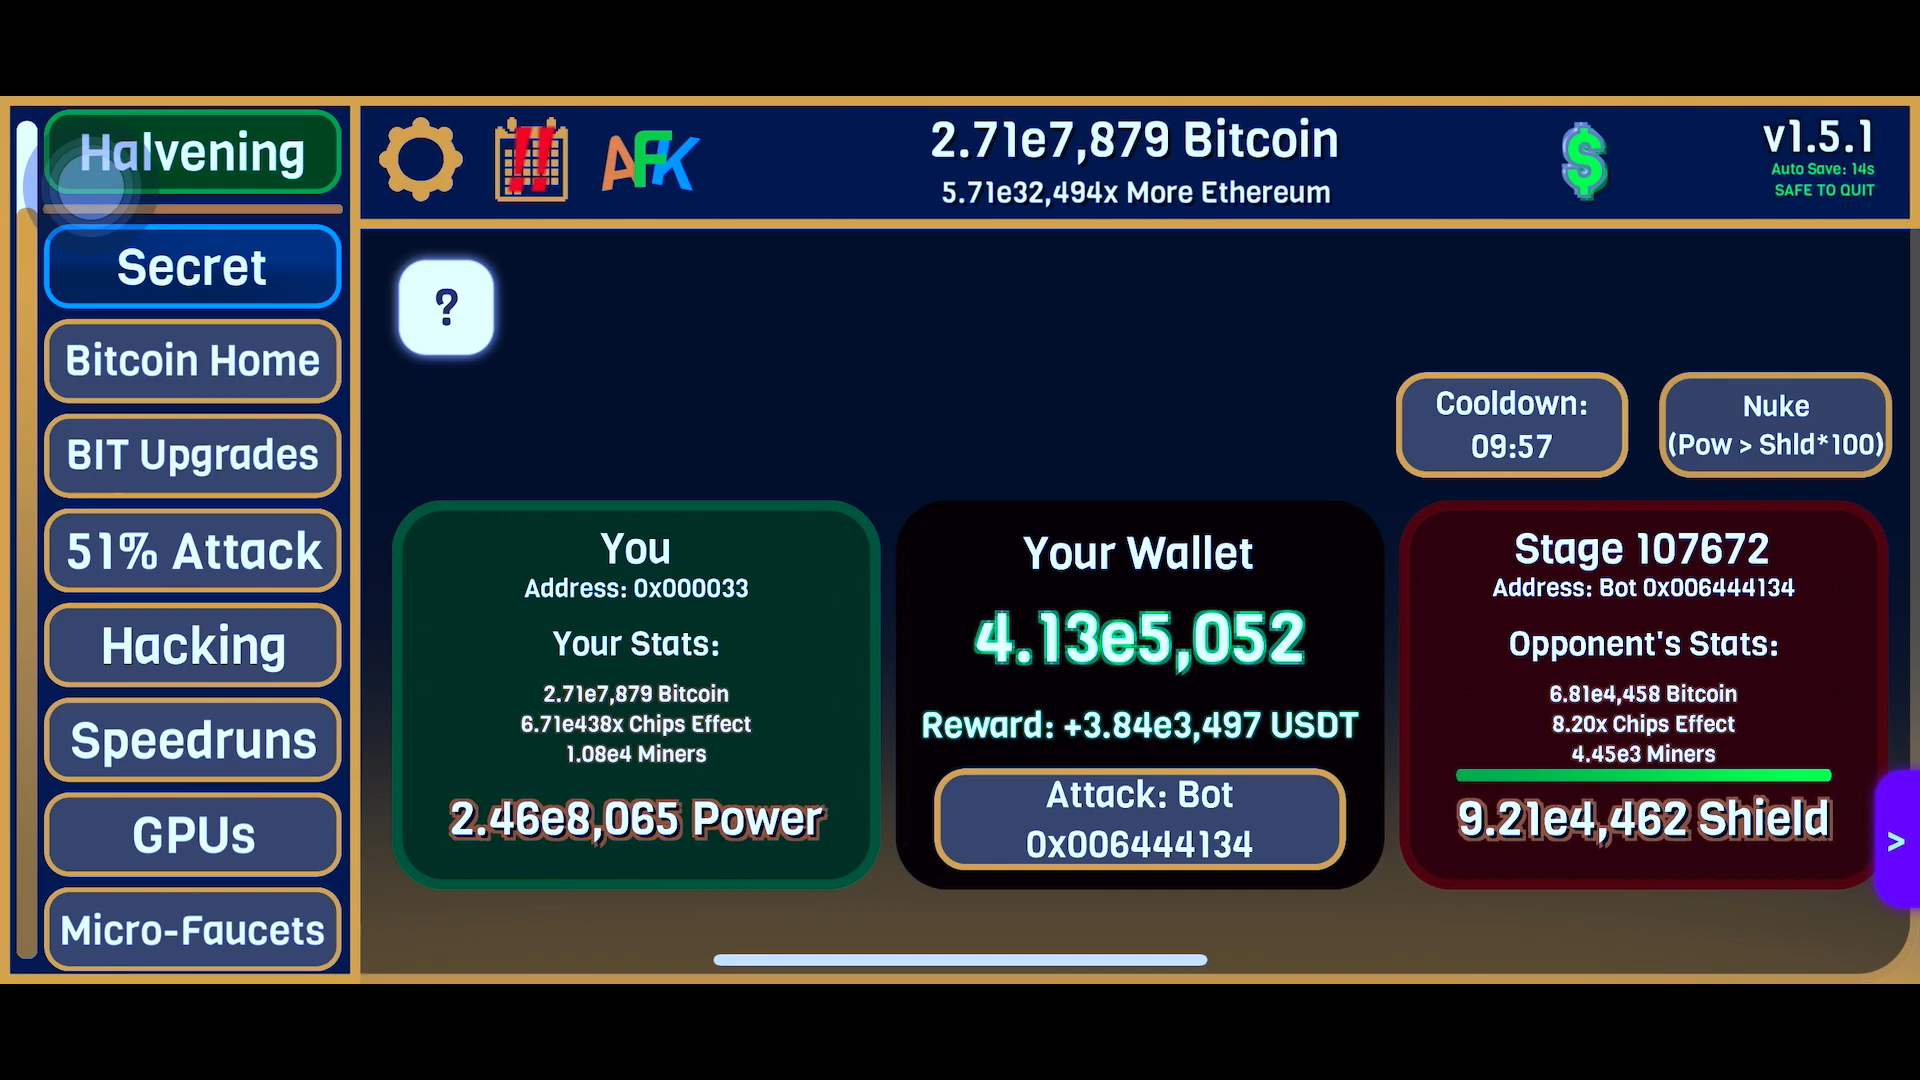 Halvening
Secret
Bitcoin Home
BIT Upgrades
51% Attack
Hacking
Speedruns
GPUs
Micro-Faucets
!!
AFK
2.71e7,879 Bitcoin
5.71e32,494x More Ethereum
$
v1.5.1
Auto Save: 14s
SAFE TO QUIT
?
Cooldown:
09:57
Nuke
(Pow > Shld*100)
You
Address: 0x000033
Your Stats:
2.71e7,879 Bitcoin
6.71e438x Chips Effect
1.08e4 Miners
2.46e8,065 Power
Your Wallet
4.13e5,052
Reward: +3.84e3,497 USDT
Attack: Bot
0x006444134
Stage 107672
Address: Bot 0x006444134
Opponent's Stats:
6.81e4,458 Bitcoin
8.20x Chips Effect
4.45e3 Miners
9.21e4,462 Shield
>